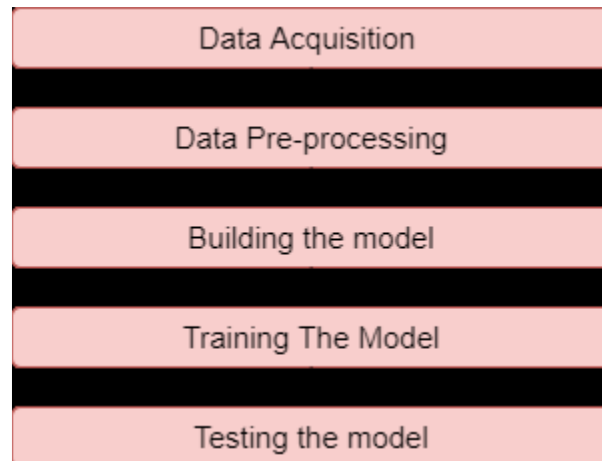 Data Acquisition
Data Pre-processing
Building the model
Training The Model
Testing the model